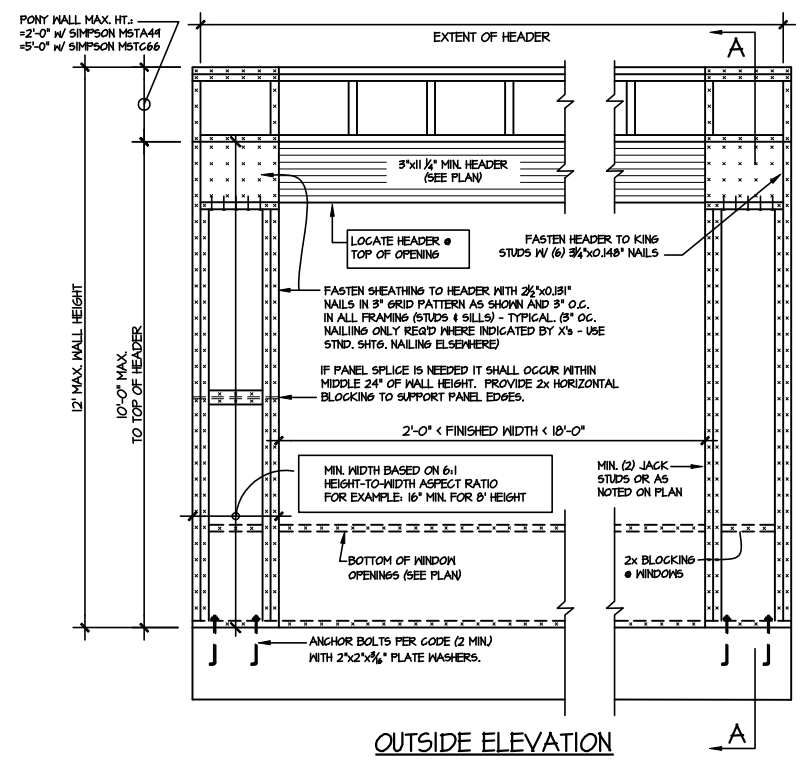 PONY WALL MAX. HT.:
=2'-0" W/ SIMPSON MSTA49
=5'-0" W/ SIMPSON MSTC66
EXTENT OF HEADER
A
3"x11 1/4" MIN. HEADER
(SEE PLAN)
LOCATE HEADER @
TOP OF OPENING
FASTEN HEADER TO KING
STUDS W/ (6) 3 1/4"x0.148" NAILS
FASTEN SHEATHING TO HEADER WITH 2 1/2"x0.131"
NAILS IN 3" GRID PATTERN AS SHOWN AND 3" O.C.
IN ALL FRAMING (STUDS & SILLS) - TYPICAL. (3" OC.
NAILIING ONLY REQ'D WHERE INDICATED BY X's - USE
STND. SHTG. NAILING ELSEWHERE)
12' MAX. WALL HEIGHT
10'-0" MAX.
TO TOP OF HEADER
IF PANEL SPLICE IS NEEDED IT SHALL OCCUR WITHIN
MIDDLE 24" OF WALL HEIGHT. PROVIDE 2x HORIZONTAL
BLOCKING TO SUPPORT PANEL EDGES.
2'-0" < FINISHED WIDTH < 18'-0"
MIN. WIDTH BASED ON 6:1
HEIGHT-TO-WIDTH ASPECT RATIO
FOR EXAMPLE: 16" MIN. FOR 8' HEIGHT
MIN. (2) JACK
STUDS OR AS
NOTED ON PLAN
BOTTOM OF WINDOW
OPENINGS (SEE PLAN)
2x BLOCKING
@ WINDOWS
ANCHOR BOLTS PER CODE (2 MIN.)
WITH 2"x2"x3/16" PLATE WASHERS.
A
OUTSIDE ELEVATION